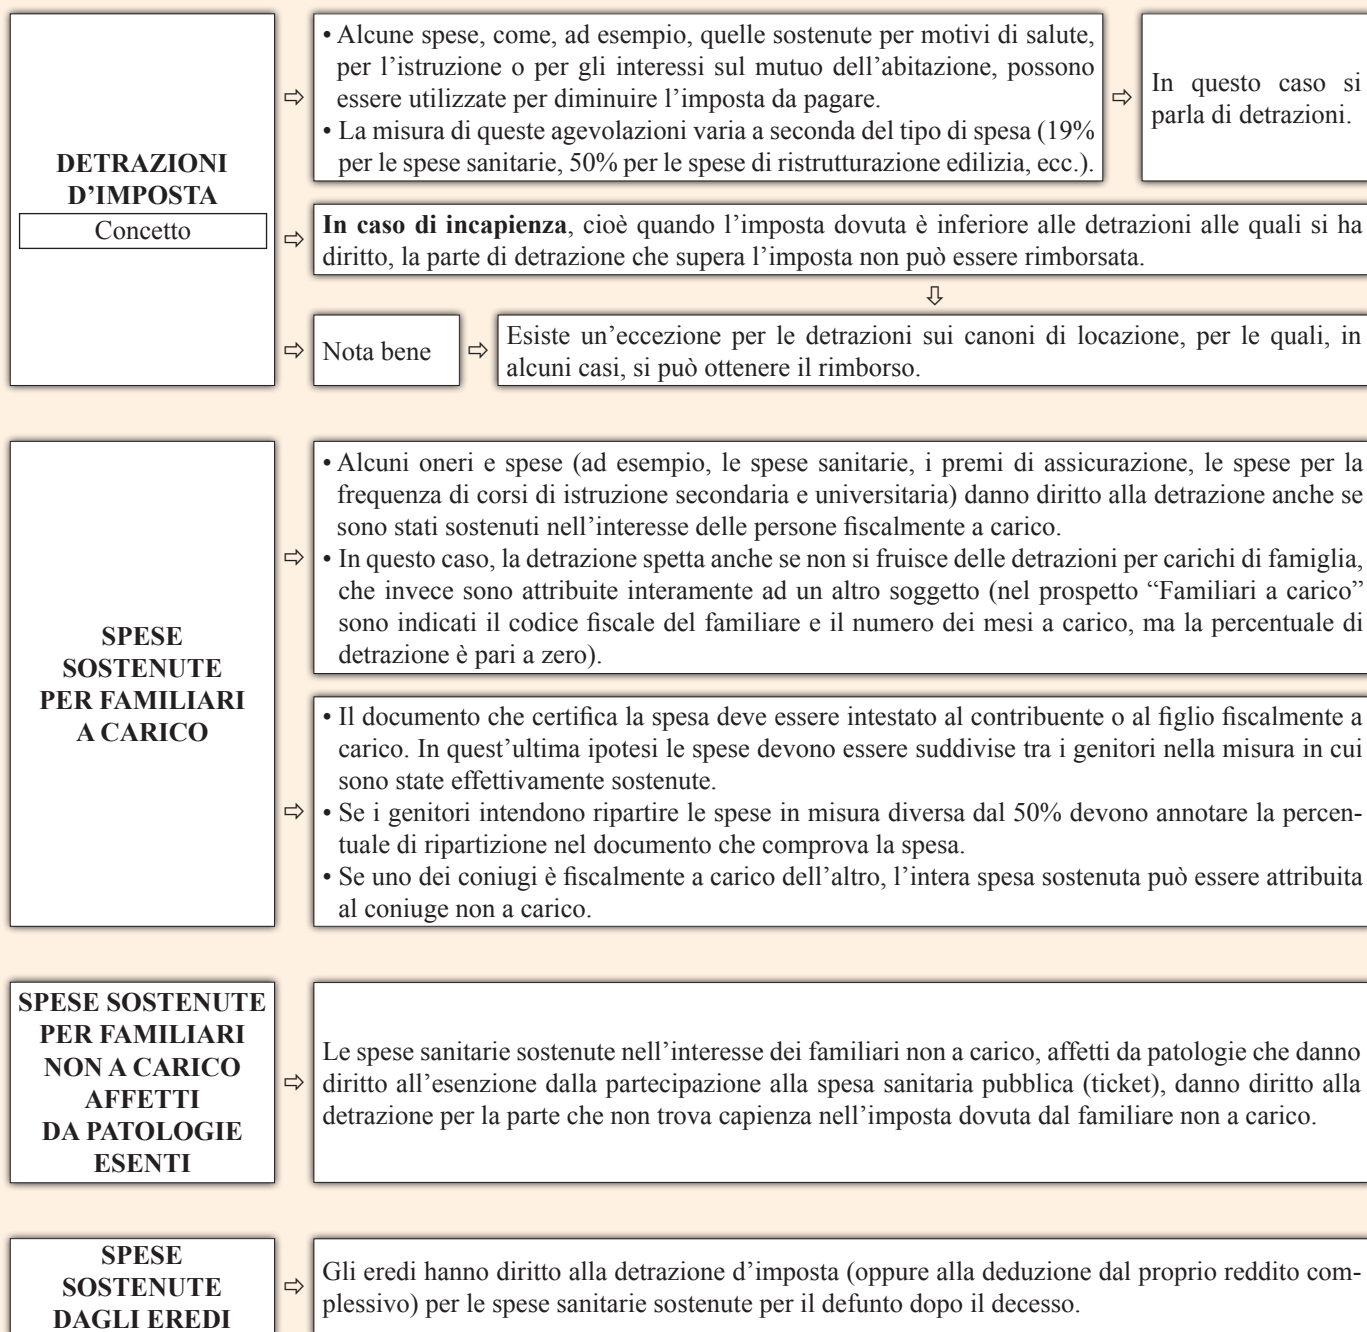 DETRAZIONI
D’IMPOSTA
Concetto
⇨
• Alcune spese, come, ad esempio, quelle sostenute per motivi di salute,
per l’istruzione o per gli interessi sul mutuo dell’abitazione, possono
essere utilizzate per diminuire l’imposta da pagare.
• La misura di queste agevolazioni varia a seconda del tipo di spesa (19%
per le spese sanitarie, 50% per le spese di ristrutturazione edilizia, ecc.).
⇨
In questo caso si
parla di detrazioni.
⇨
In caso di incapienza, cioè quando l’imposta dovuta è inferiore alle detrazioni alle quali si ha
diritto, la parte di detrazione che supera l’imposta non può essere rimborsata.
⇩
⇨
Nota bene
⇨
Esiste un’eccezione per le detrazioni sui canoni di locazione, per le quali, in
alcuni casi, si può ottenere il rimborso.
SPESE
SOSTENUTE
PER FAMILIARI
A CARICO
⇨
• Alcuni oneri e spese (ad esempio, le spese sanitarie, i premi di assicurazione, le spese per la
frequenza di corsi di istruzione secondaria e universitaria) danno diritto alla detrazione anche se
sono stati sostenuti nell’interesse delle persone fiscalmente a carico.
• In questo caso, la detrazione spetta anche se non si fruisce delle detrazioni per carichi di famiglia,
che invece sono attribuite interamente ad un altro soggetto (nel prospetto “Familiari a carico”
sono indicati il codice fiscale del familiare e il numero dei mesi a carico, ma la percentuale di
detrazione è pari a zero).
⇨
• Il documento che certifica la spesa deve essere intestato al contribuente o al figlio fiscalmente a
carico. In quest’ultima ipotesi le spese devono essere suddivise tra i genitori nella misura in cui
sono state effettivamente sostenute.
• Se i genitori intendono ripartire le spese in misura diversa dal 50% devono annotare la percen-
tuale di ripartizione nel documento che comprova la spesa.
• Se uno dei coniugi è fiscalmente a carico dell’altro, l’intera spesa sostenuta può essere attribuita
al coniuge non a carico.
SPESE SOSTENUTE
PER FAMILIARI
NON A CARICO
AFFETTI
DA PATOLOGIE
ESENTI
⇨
Le spese sanitarie sostenute nell’interesse dei familiari non a carico, affetti da patologie che danno
diritto all’esenzione dalla partecipazione alla spesa sanitaria pubblica (ticket), danno diritto alla
detrazione per la parte che non trova capienza nell’imposta dovuta dal familiare non a carico.
SPESE
SOSTENUTE
DAGLI EREDI
⇨
Gli eredi hanno diritto alla detrazione d’imposta (oppure alla deduzione dal proprio reddito com-
plessivo) per le spese sanitarie sostenute per il defunto dopo il decesso.